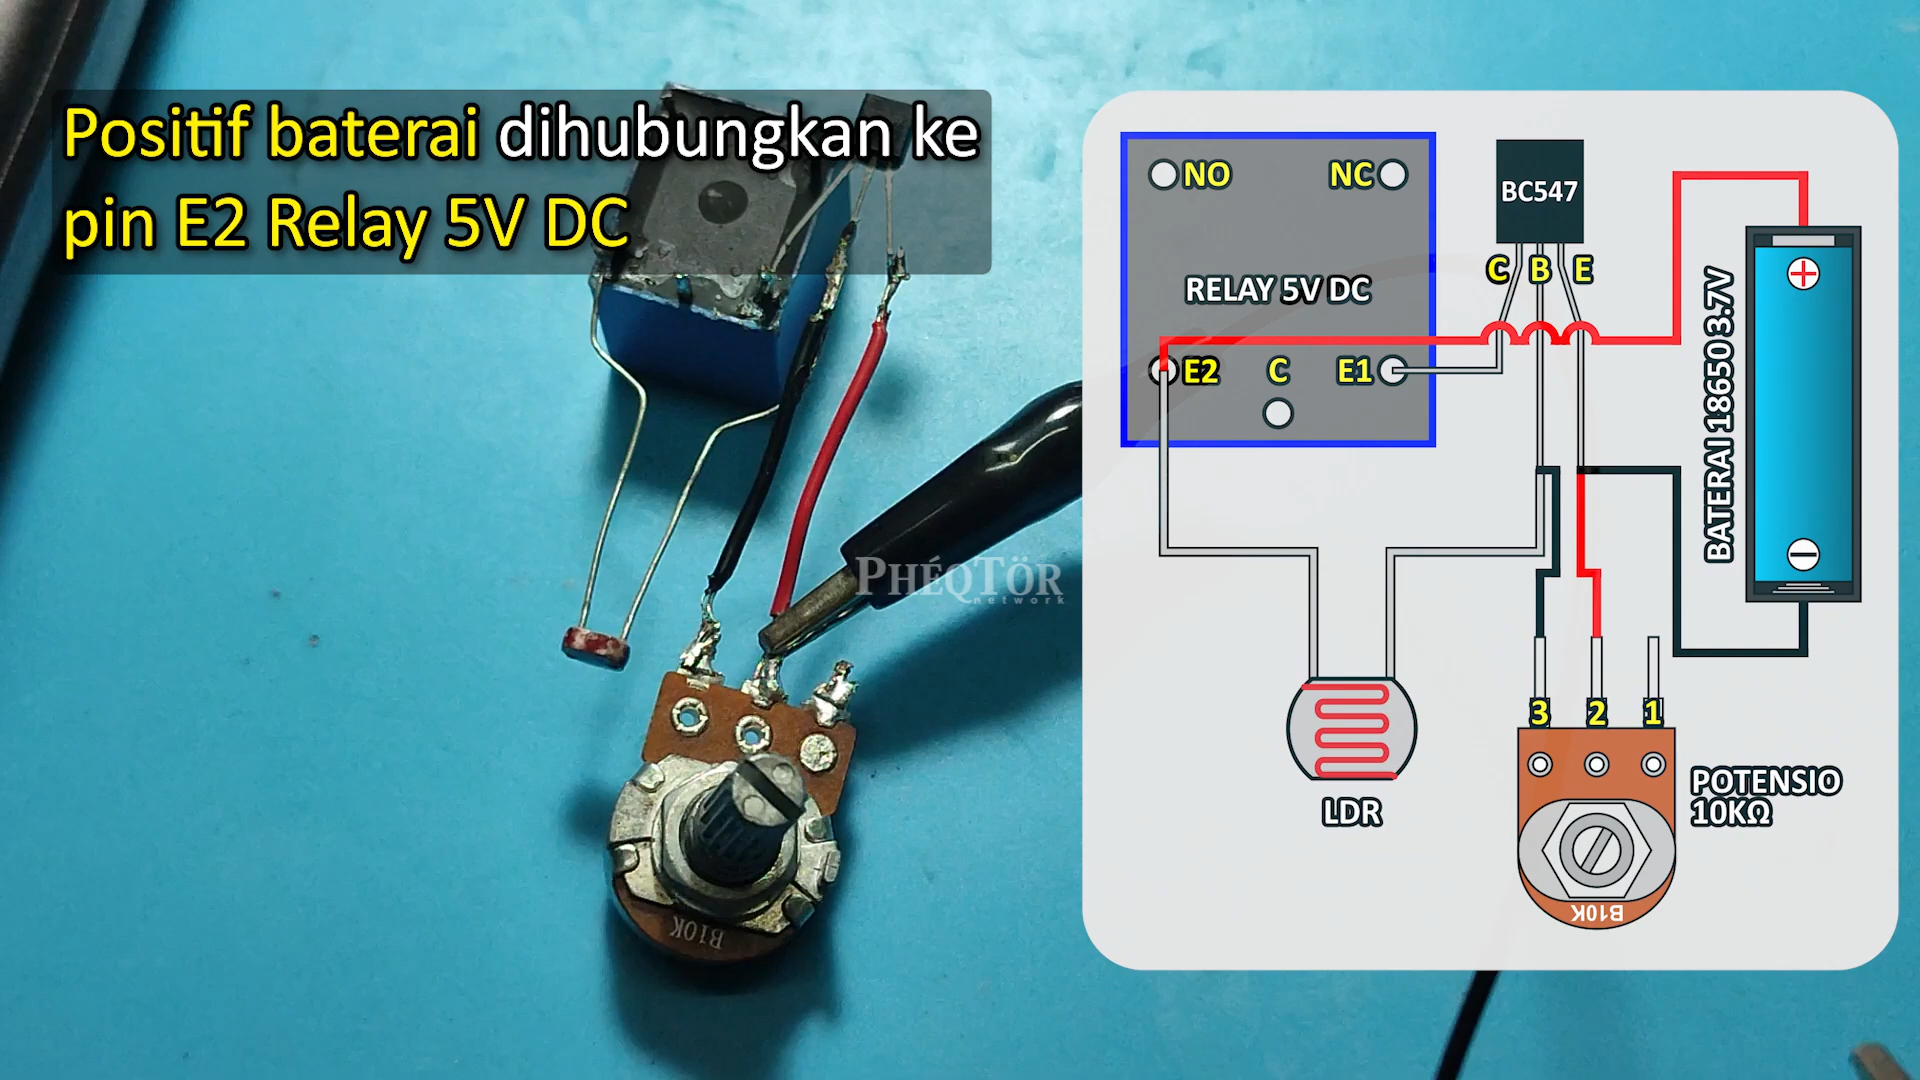 Positif baterai dihubungkan ke
pin E2 Relay 5V DC
NO
NC
BC547
C
B
E
RELAY 5V DC
E2
C
E1
BATERAI 18650 3.7V
+
−
PHÉQTÖR
network
3
2
1
LDR
POTENSIO
10KΩ
B10K
B10K